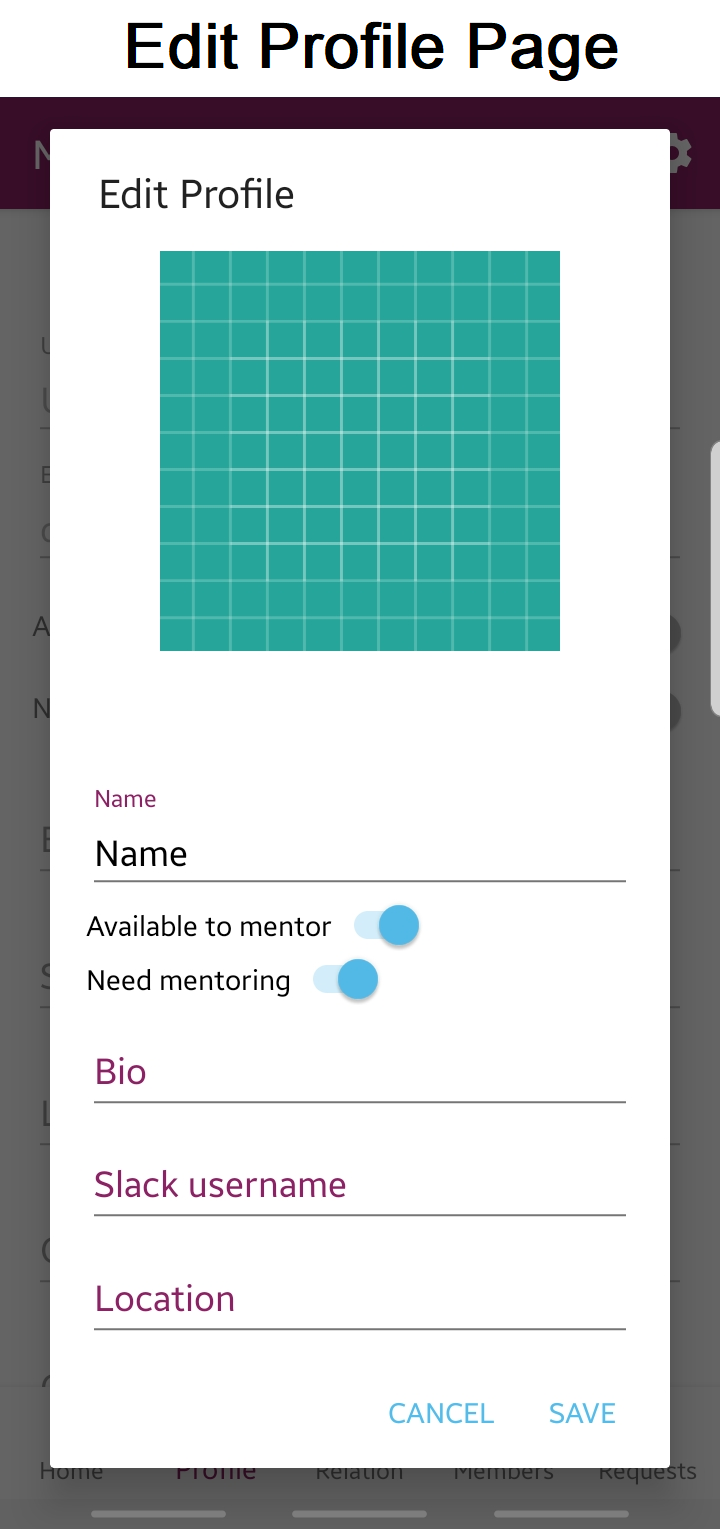 Edit Profile Page
Edit Profile
Name
Name
Available to mentor
Need mentoring
Bio
Slack username
Location
CANCEL
SAVE
Home
Profile
Relation
Members
Requests